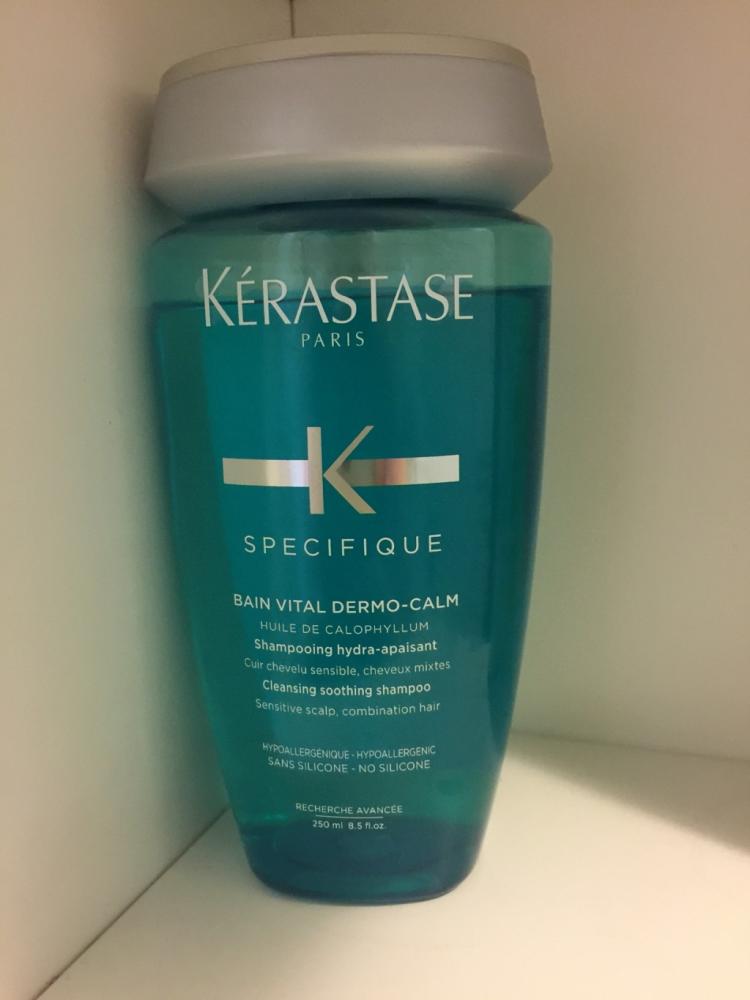 KÉRASTASE
PARIS
K
SPECIFIQUE
BAIN VITAL DERMO-CALM
HUILE DE CALOPHYLLUM
Shampooing hydra-apaisant
Cuir chevelu sensible, cheveux mixtes
Cleansing soothing shampoo
Sensitive scalp, combination hair
HYPOALLERGÉNIQUE - HYPOALLERGENIC
SANS SILICONE - NO SILICONE
RECHERCHE AVANCÉE
250 ml 8.5 fl.oz.